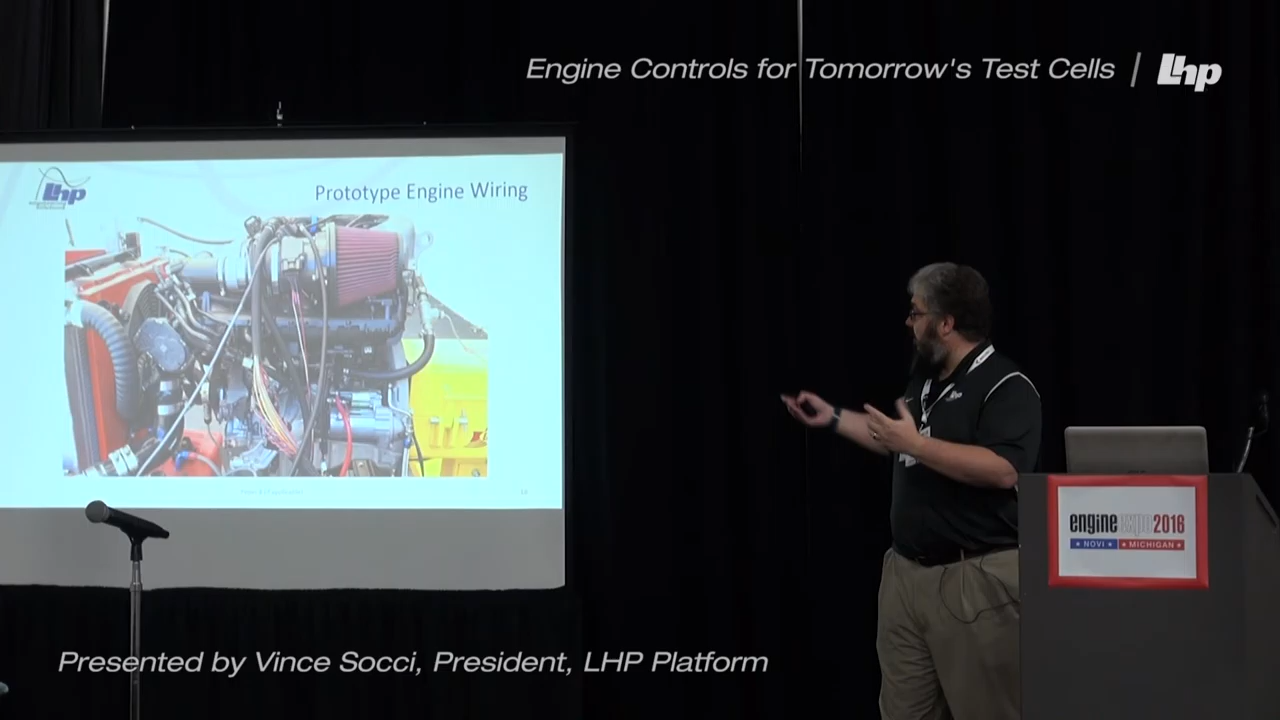 Engine Controls for Tomorrow's Test Cells | Lhp
Lhp
Prototype Engine Wiring
engine expo 2016
★ NOVI ★ ★ MICHIGAN ★
Presented by Vince Socci, President, LHP Platform